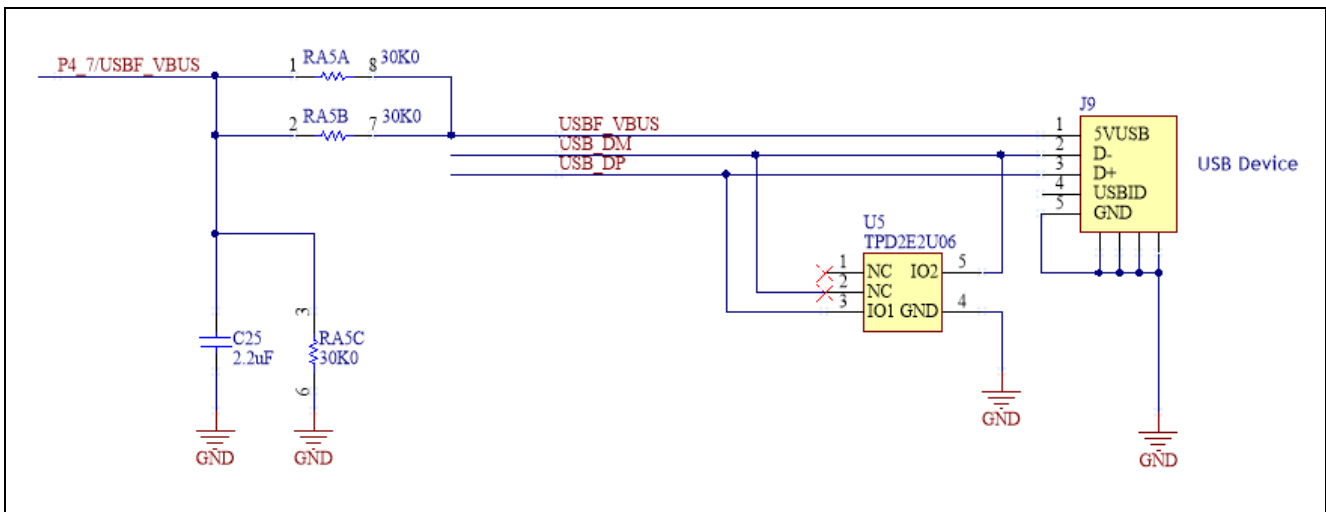 P4_7/USBF_VBUS
1 RA5A 8 30K0
2 RA5B 7 30K0
USBF_VBUS
USB_DM
USB_DP
J9
1 5VUSB
2 D-
3 D+
4 USBID
5 GND
USB Device
U5
TPD2E2U06
1 NC IO2 5
2 NC
3 IO1 GND 4
C25
2.2uF
3
RA5C
30K0
6
GND
GND
GND
GND